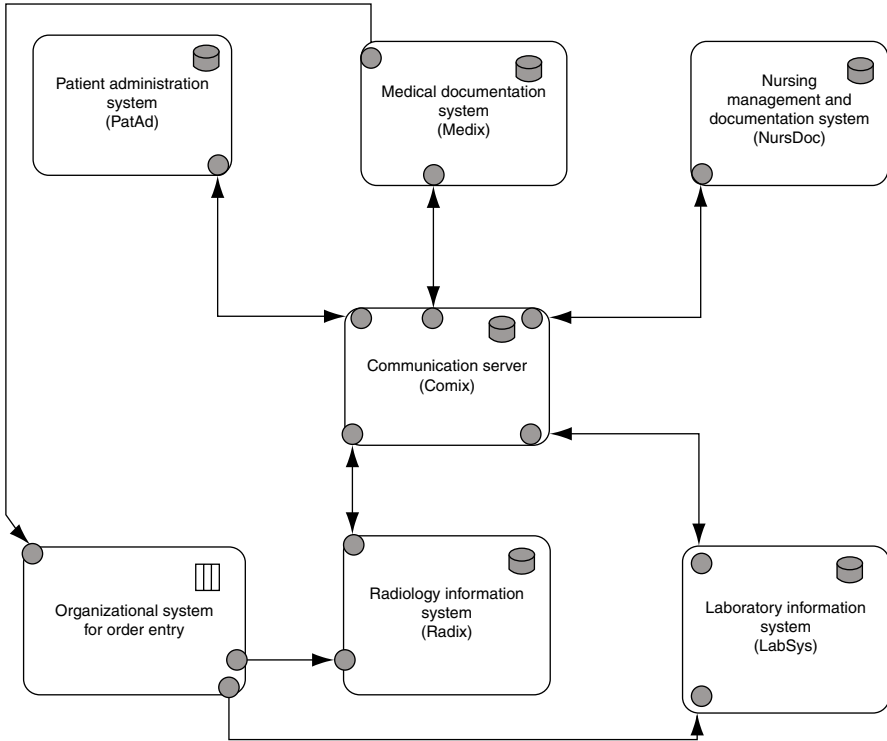 Patient administration
system
(PatAd)
Medical documentation
system
(Medix)
Nursing
management and
documentation system
(NursDoc)
Communication server
(Comix)
Organizational system
for order entry
Radiology information
system
(Radix)
Laboratory information
system
(LabSys)